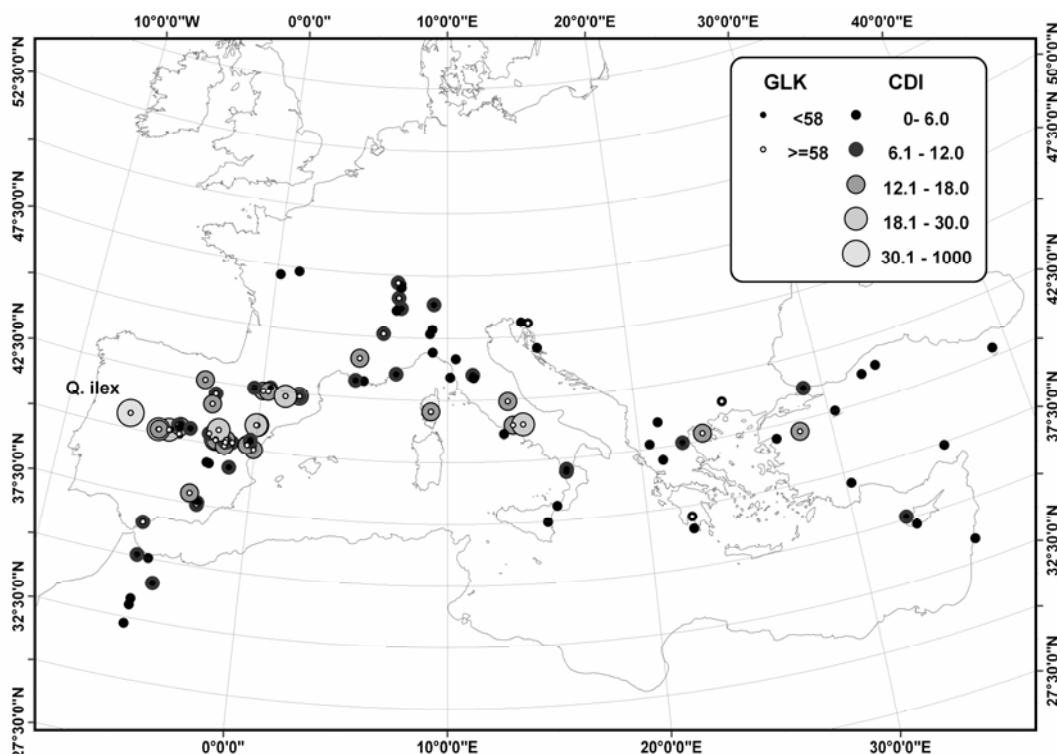 10°0'0"W 0°0'0" 10°0'0"E 20°0'0"E 30°0'0"E 40°0'0"E
52°30'0"N
47°30'0"N
42°30'0"N
37°30'0"N
32°30'0"N
27°30'0"N
GLK CDI
<58 0- 6.0
>=58 6.1 - 12.0
12.1 - 18.0
18.1 - 30.0
30.1 - 1000
Q. ilex
50°0'0"N
47°30'0"N
42°30'0"N
37°30'0"N
32°30'0"N
27°30'0"N
0°0'0" 10°0'0"E 20°0'0"E 30°0'0"E